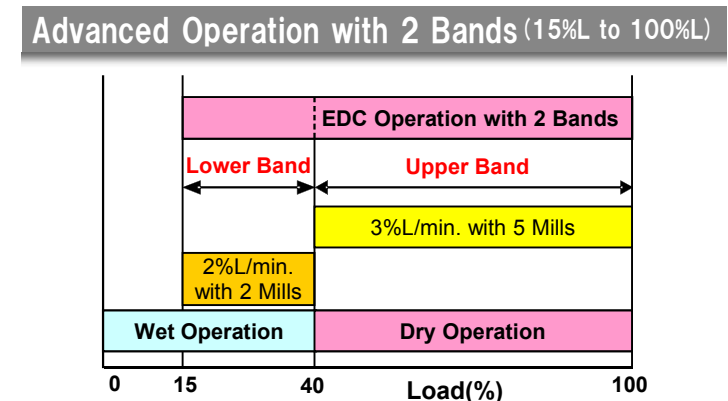 Advanced Operation with 2 Bands (15%L to 100%L)
EDC Operation with 2 Bands
Lower Band
Upper Band
3%L/min. with 5 Mills
2%L/min.
with 2 Mills
Wet Operation
Dry Operation
0 15 40 Load(%) 100